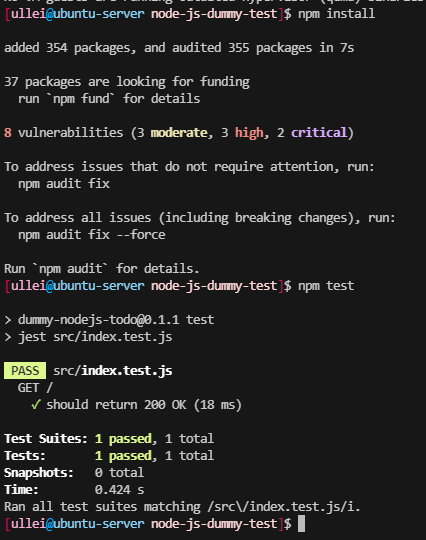 [ullei@ubuntu-server node-js-dummy-test]$ npm install
added 354 packages, and audited 355 packages in 7s
37 packages are looking for funding
run `npm fund` for details
8 vulnerabilities (3 moderate, 3 high, 2 critical)
To address issues that do not require attention, run:
npm audit fix
To address all issues (including breaking changes), run:
npm audit fix --force
Run `npm audit` for details.
[ullei@ubuntu-server node-js-dummy-test]$ npm test
> dummy-nodejs-todo@0.1.1 test
> jest src/index.test.js
PASS src/index.test.js
GET /
✓ should return 200 OK (18 ms)
Test Suites: 1 passed, 1 total
Tests: 1 passed, 1 total
Snapshots: 0 total
Time: 0.424 s
Ran all test suites matching /src\/index.test.js/i.
[ullei@ubuntu-server node-js-dummy-test]$